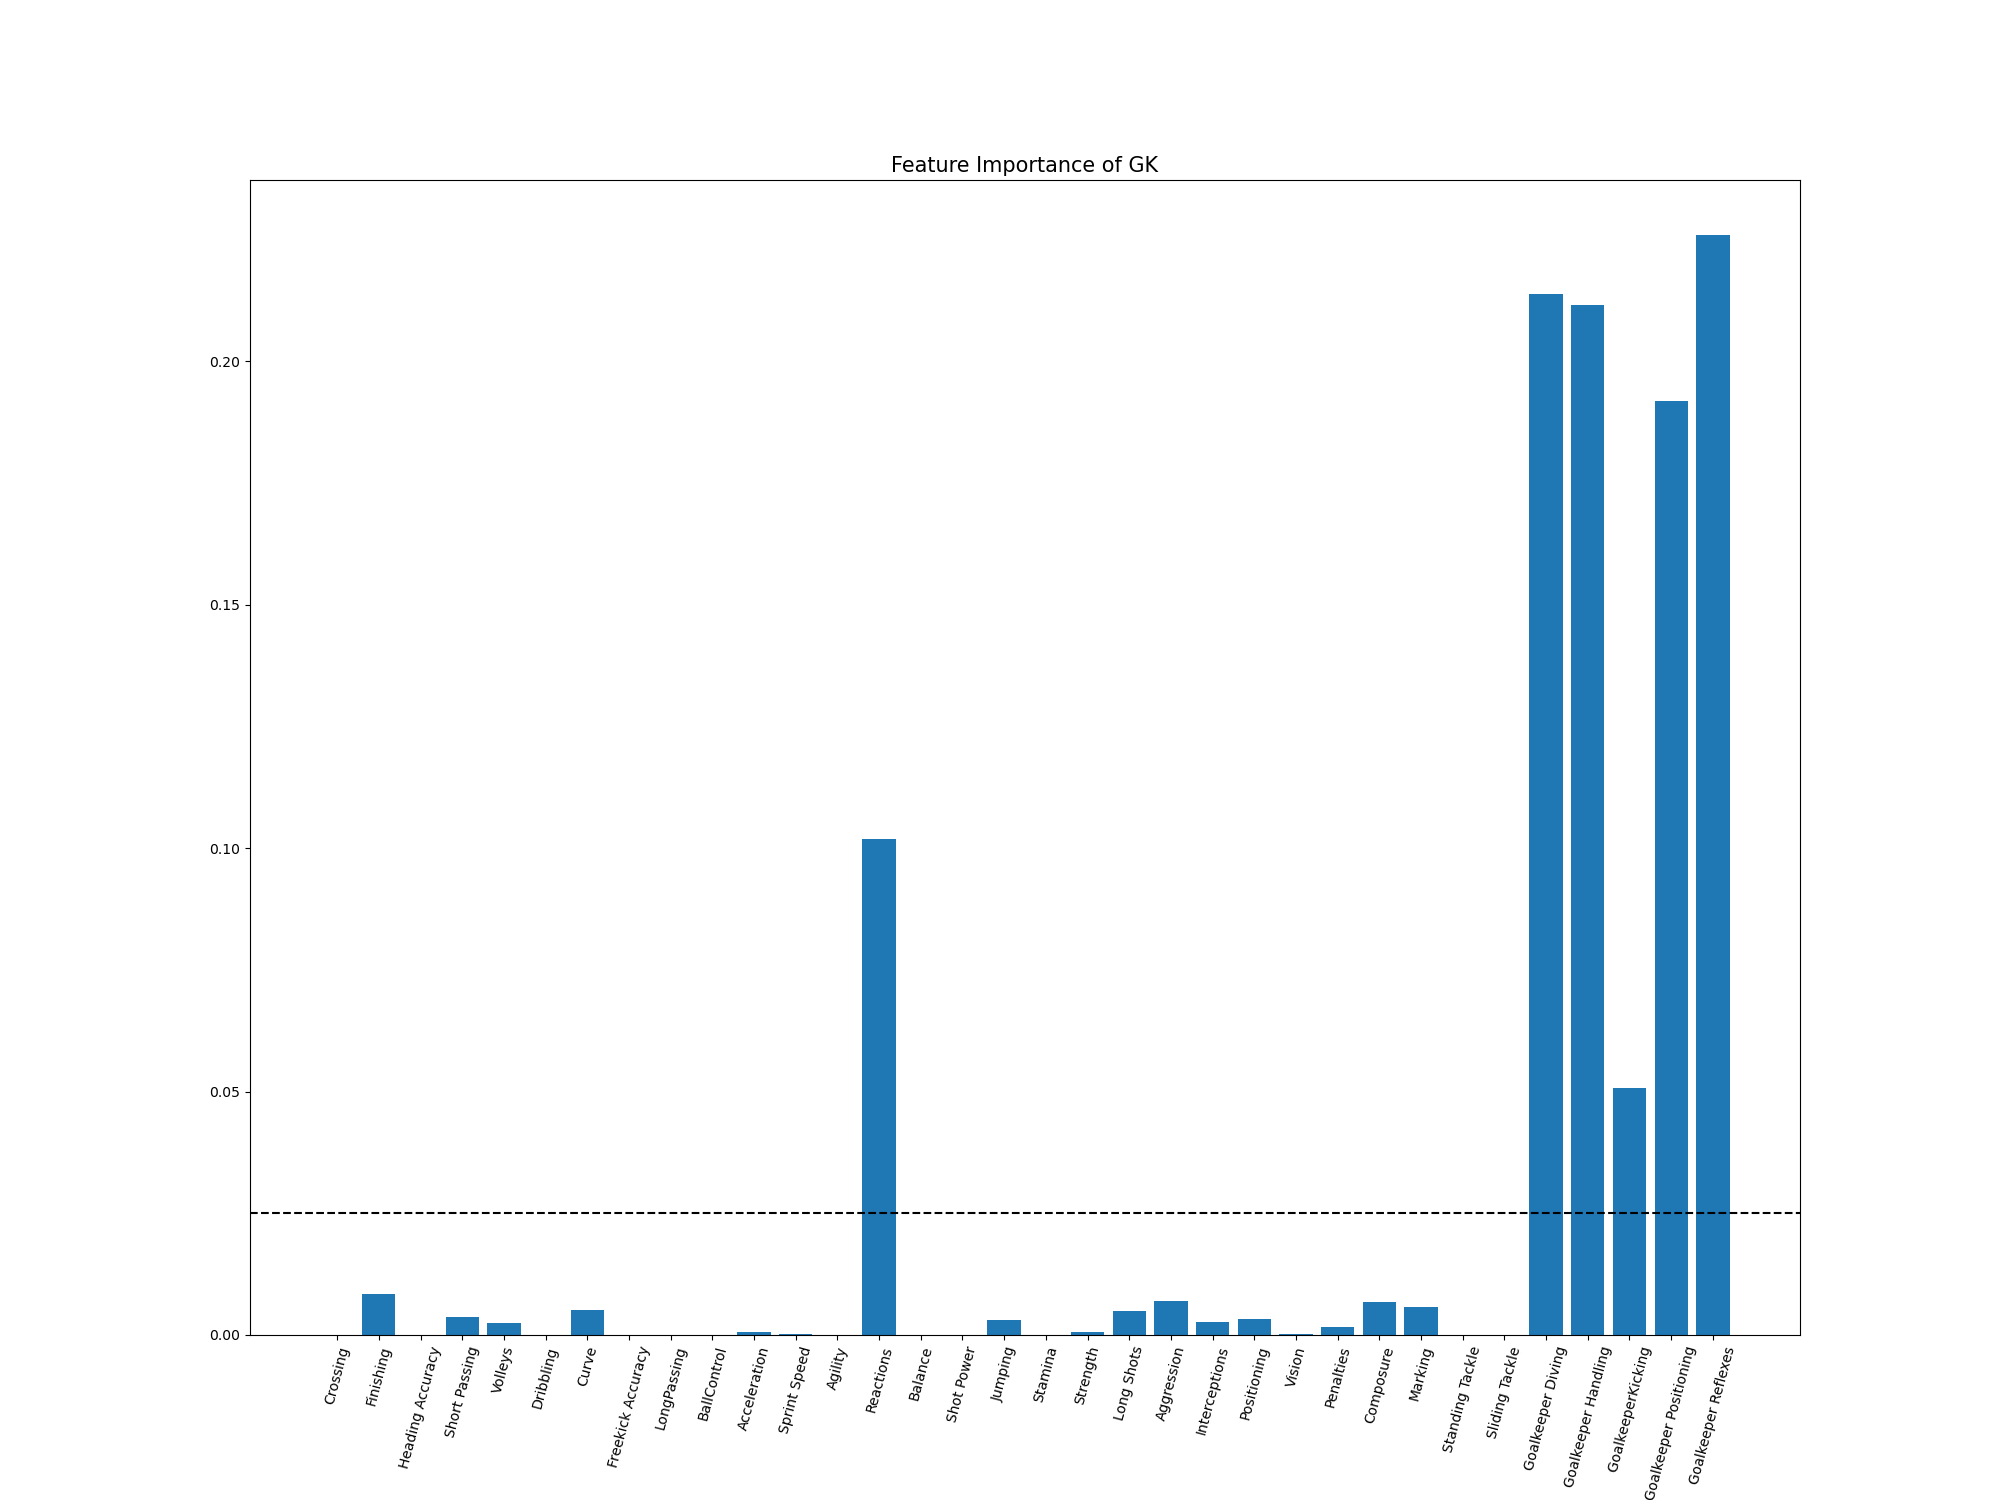 Feature Importance of GK
0.20
0.15
0.10
0.05
0.00
Crossing
Finishing
Heading Accuracy
Short Passing
Volleys
Dribbling
Curve
Freekick Accuracy
LongPassing
BallControl
Acceleration
Sprint Speed
Agility
Reactions
Balance
Shot Power
Jumping
Stamina
Strength
Long Shots
Aggression
Interceptions
Positioning
Vision
Penalties
Composure
Marking
Standing Tackle
Sliding Tackle
Goalkeeper Diving
Goalkeeper Handling
GoalkeeperKicking
Goalkeeper Positioning
Goalkeeper Reflexes